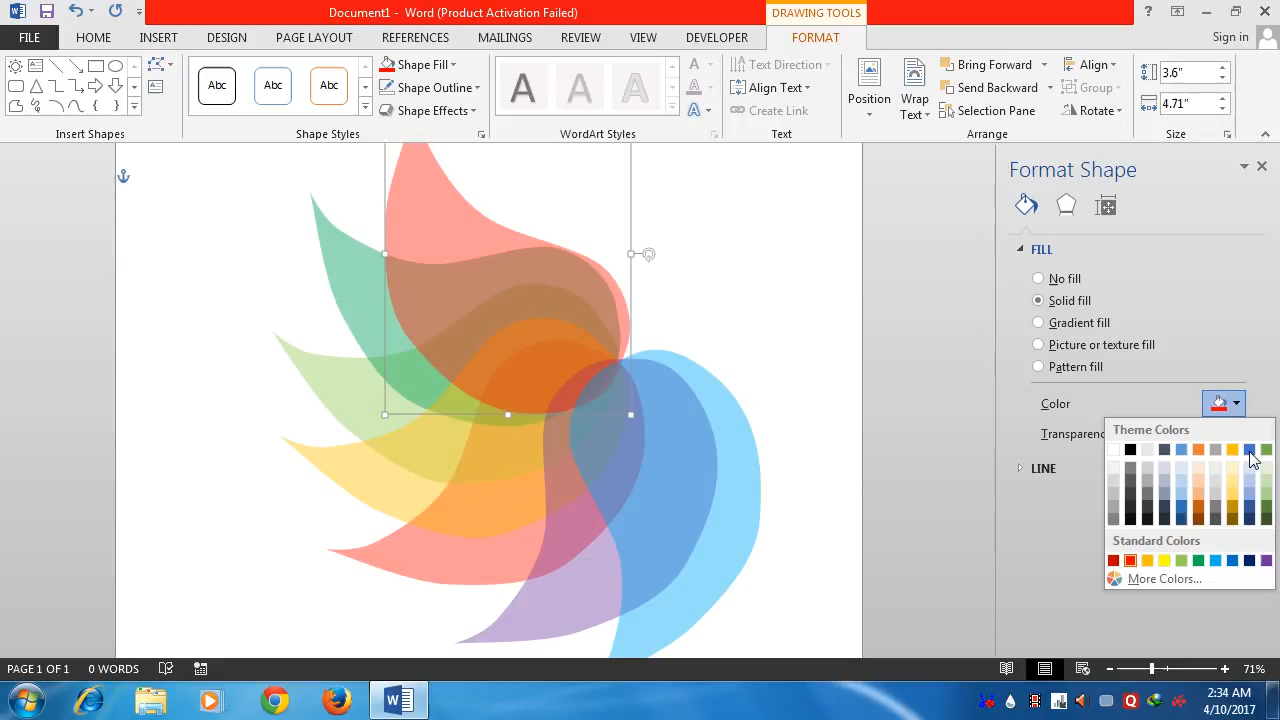 Document1 - Word (Product Activation Failed)
DRAWING TOOLS
FILE HOME INSERT DESIGN PAGE LAYOUT REFERENCES MAILINGS REVIEW VIEW DEVELOPER FORMAT
Sign in
Abc Abc Abc
Shape Fill
Shape Outline
Shape Effects
A A A
Text Direction
Align Text
Create Link
Position
Wrap
Text
Bring Forward
Send Backward
Selection Pane
Align
Group
Rotate
3.6"
4.71"
Insert Shapes Shape Styles WordArt Styles Text Arrange Size
Format Shape
FILL
No fill
Solid fill
Gradient fill
Picture or texture fill
Pattern fill
Color
Transparenc
LINE
Theme Colors
Standard Colors
More Colors...
PAGE 1 OF 1 0 WORDS
71%
2:34 AM
4/10/2017